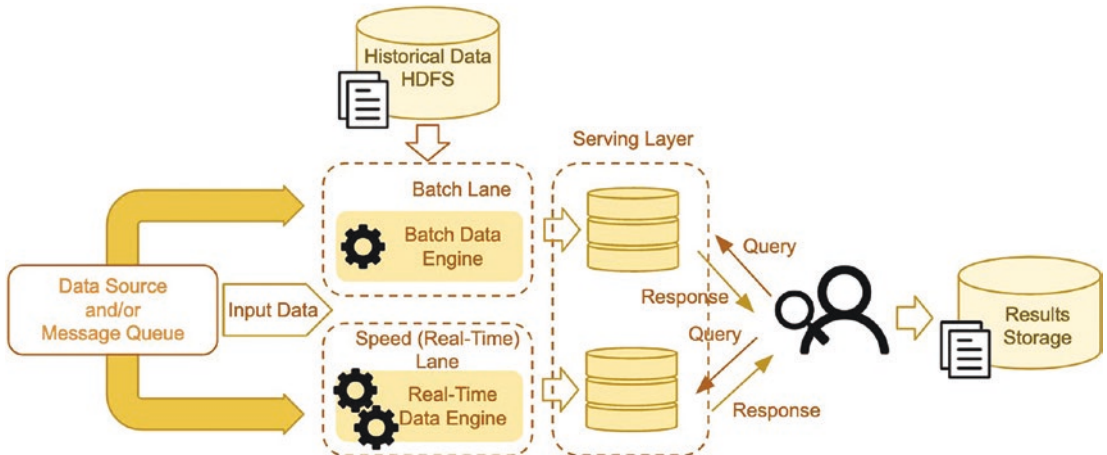 Historical Data
HDFS
Serving Layer
Batch Lane
Batch Data
Engine
Query
Data Source
and/or
Message Queue
Input Data
Response
Results
Storage
Speed (Real-Time)
Lane
Query
Real-Time
Data Engine
Response